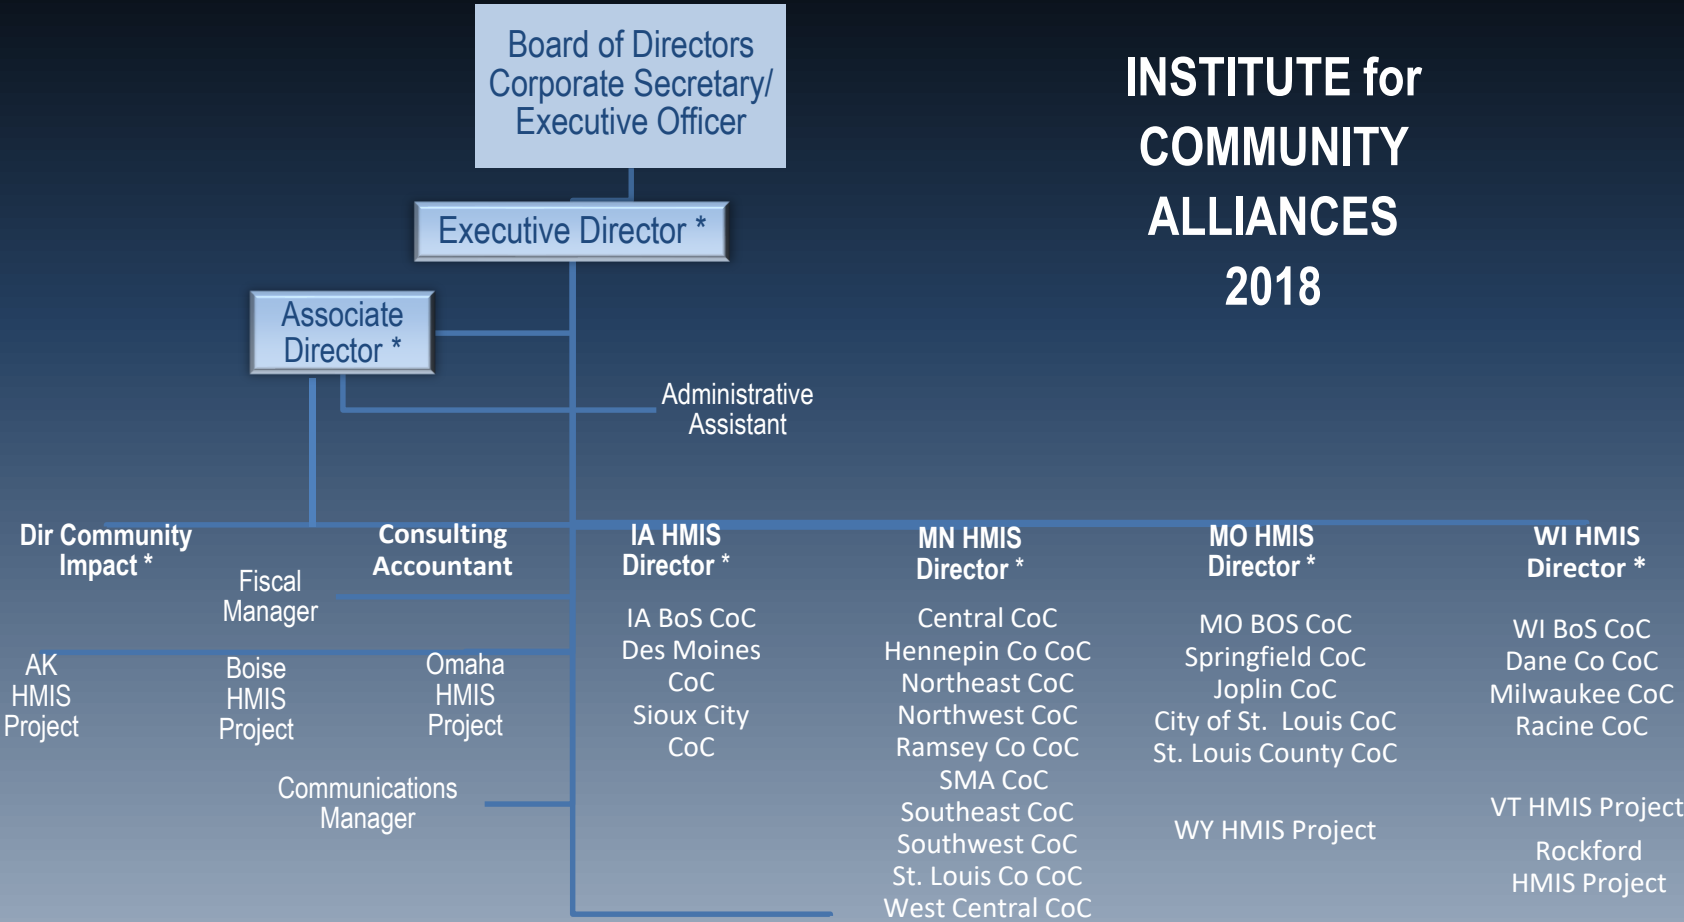 Board of Directors
Corporate Secretary/
Executive Officer
INSTITUTE for
COMMUNITY
ALLIANCES
2018
Executive Director *
Associate
Director *
Administrative
Assistant
Dir Community
Impact *
Consulting
Accountant
IA HMIS
Director *
MN HMIS
Director *
MO HMIS
Director *
WI HMIS
Director *
Fiscal
Manager
AK
HMIS
Project
Boise
HMIS
Project
Omaha
HMIS
Project
IA BoS CoC
Des Moines
CoC
Sioux City
CoC
Central CoC
Hennepin Co CoC
Northeast CoC
Northwest CoC
Ramsey Co CoC
SMA CoC
Southeast CoC
Southwest CoC
St. Louis Co CoC
West Central CoC
MO BOS CoC
Springfield CoC
Joplin CoC
City of St. Louis CoC
St. Louis County CoC
WY HMIS Project
WI BoS CoC
Dane Co CoC
Milwaukee CoC
Racine CoC
VT HMIS Project
Rockford
HMIS Project
Communications
Manager